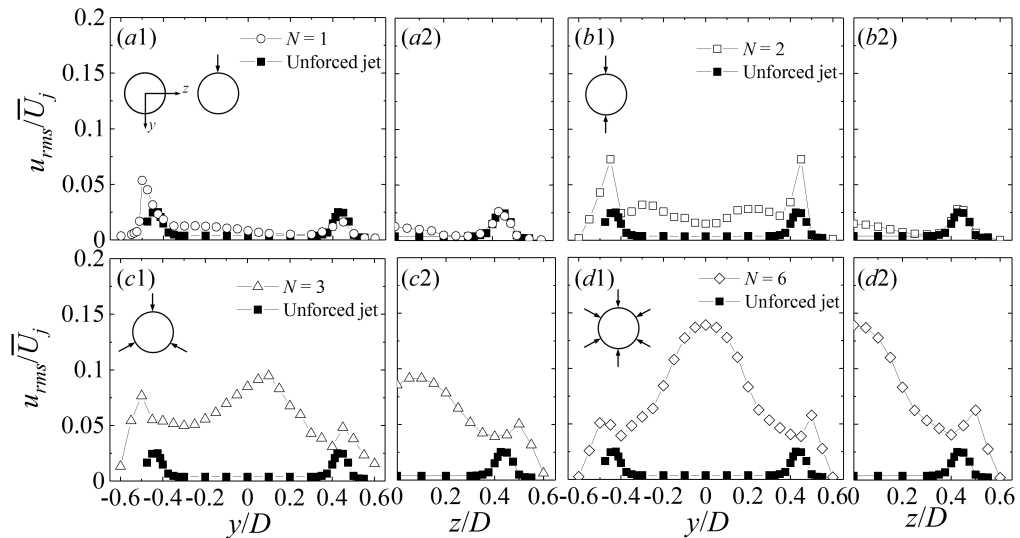 0.2
0.15
0.1
0.05
0
u_rms/U̅_j
(a1)
N = 1
Unforced jet
z
y
(a2)
(b1)
N = 2
Unforced jet
(b2)
0.2
0.15
0.1
0.05
0
u_rms/U̅_j
(c1)
N = 3
Unforced jet
(c2)
(d1)
N = 6
Unforced jet
(d2)
-0.6 -0.4 -0.2 0 0.2 0.4 0.6
0 0.2 0.4 0.6
-0.6 -0.4 -0.2 0 0.2 0.4 0.6
0 0.2 0.4 0.6
y/D
z/D
y/D
z/D